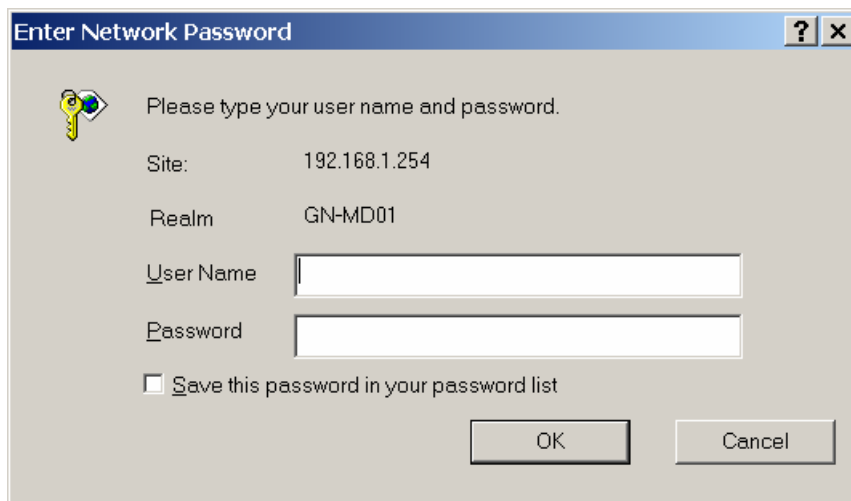 Enter Network Password
Please type your user name and password.
Site: 192.168.1.254
Realm GN-MD01
User Name
Password
Save this password in your password list
OK Cancel